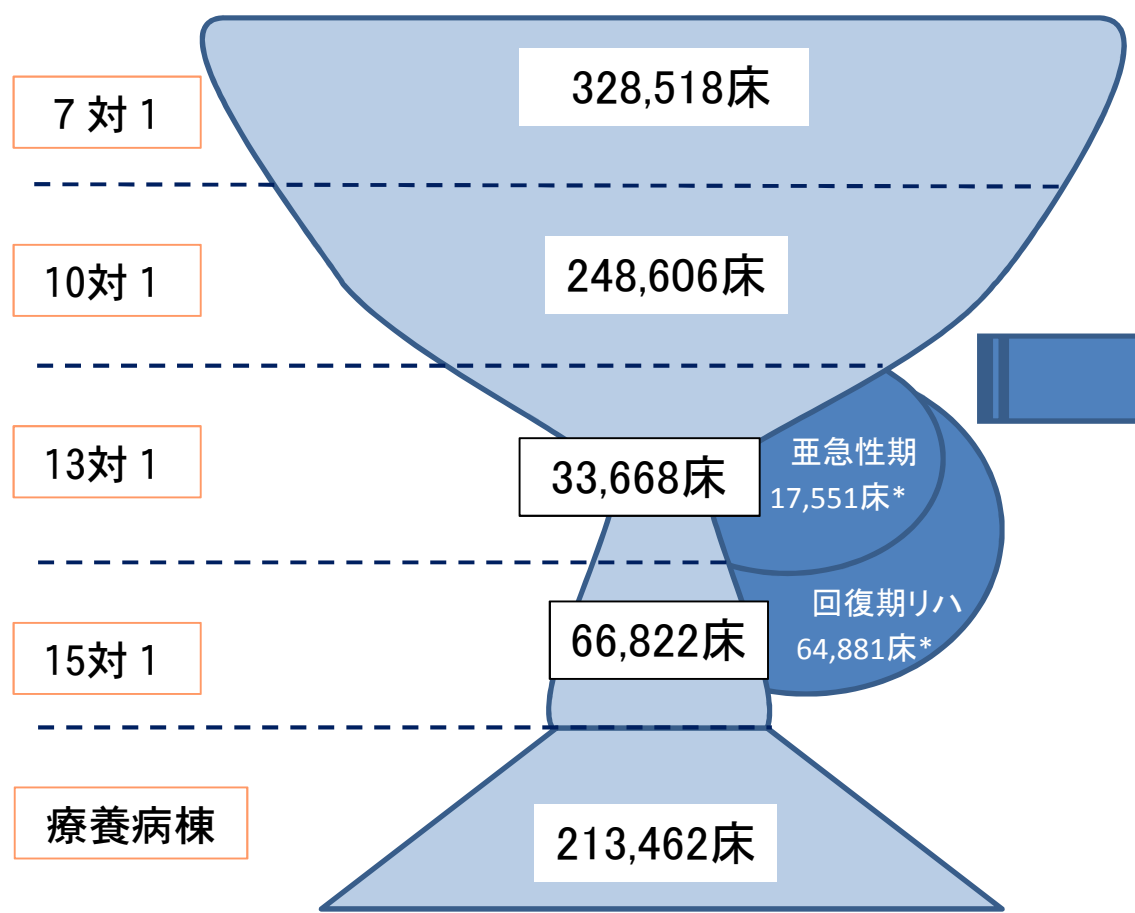 7対1
328,518床
10対1
248,606床
13対1
33,668床
亜急性期
17,551床*
15対1
66,822床
回復期リハ
64,881床*
療養病棟
213,462床